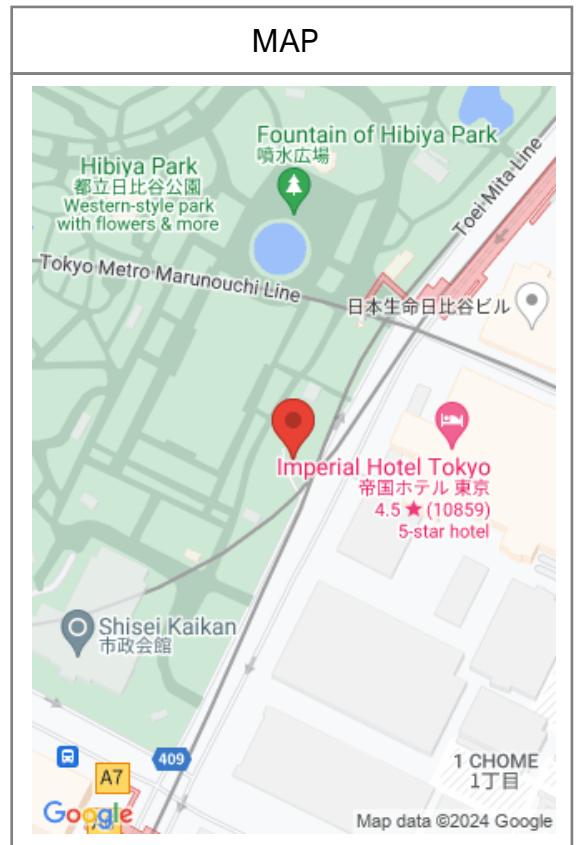 MAP
Fountain of Hibiya Park
噴水広場
Hibiya Park
都立日比谷公園
Western-style park
with flowers & more
Toei Mita Line
Tokyo Metro Marunouchi Line
日本生命日比谷ビル
Imperial Hotel Tokyo
帝国ホテル 東京
4.5 ★ (10859)
5-star hotel
Shisei Kaikan
市政会館
409
1 CHOME
1丁目
A7
Google
Map data ©2024 Google